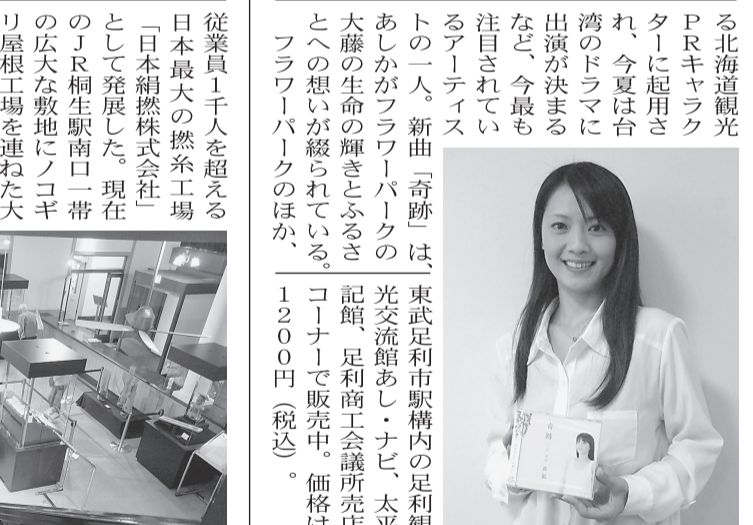 る北海道観光
PRキャラク
ターに起用さ
れ、今夏は台
湾のドラマに
出演が決まる
など、今最も
注目されてい
るアーティス
トの一人。新曲「奇跡」は、
あしかがフラワーパークの
大藤の生命の輝きとふるさ
とへの想いが綴られている。
フラワーパークのほか、
東武足利市駅構内の足利観
光交流館あし・ナビ、太平
記館、足利商工会議所売店
コーナーで販売中。価格は
1200円（税込）。
従業員1千人を超える
日本最大の撚糸工場
「日本絹撚株式会社」
として発展した。現在
のJR桐生駅南口一帯
の広大な敷地にノコギ
リ屋根工場を連ねた大
奇跡